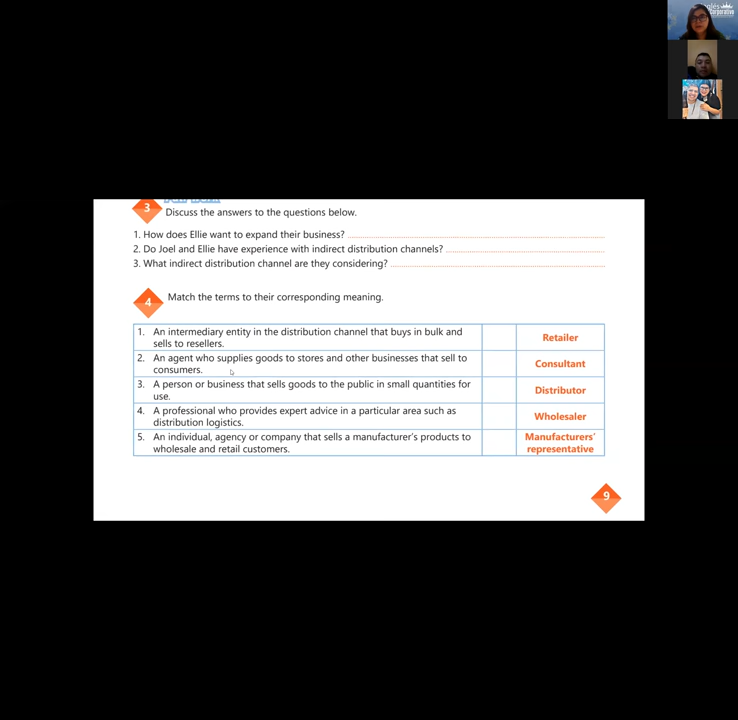 3
Discuss the answers to the questions below.
1. How does Ellie want to expand their business?
2. Do Joel and Ellie have experience with indirect distribution channels?
3. What indirect distribution channel are they considering?
4
Match the terms to their corresponding meaning.
1. An intermediary entity in the distribution channel that buys in bulk and
sells to resellers.
Retailer
2. An agent who supplies goods to stores and other businesses that sell to
consumers.
Consultant
3. A person or business that sells goods to the public in small quantities for
use.
Distributor
4. A professional who provides expert advice in a particular area such as
distribution logistics.
Wholesaler
5. An individual, agency or company that sells a manufacturer's products to
wholesale and retail customers.
Manufacturers'
representative
9